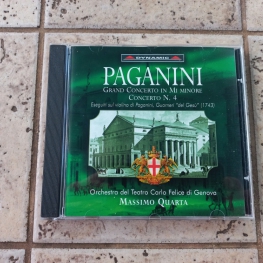 DYNAMIC
PAGANINI
GRAND CONCERTO IN MI MINORE
CONCERTO N. 4
Eseguiti sul violino di Paganini, Guarneri "del Gesù" (1743)
Orchestra del Teatro Carlo Felice di Genova
MASSIMO QUARTA